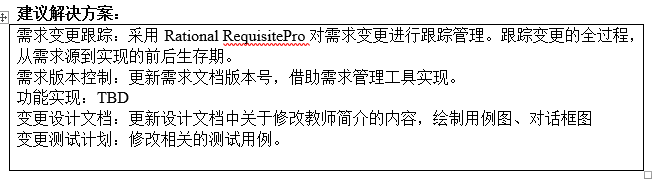 建议解决方案：
需求变更跟踪：采用 Rational RequisitePro 对需求变更进行跟踪管理。跟踪变更的全过程，
从需求源到实现的前后生存期。
需求版本控制：更新需求文档版本号，借助需求管理工具实现。
功能实现：TBD
变更设计文档：更新设计文档中关于修改教师简介的内容，绘制用例图、对话框图
变更测试计划：修改相关的测试用例。